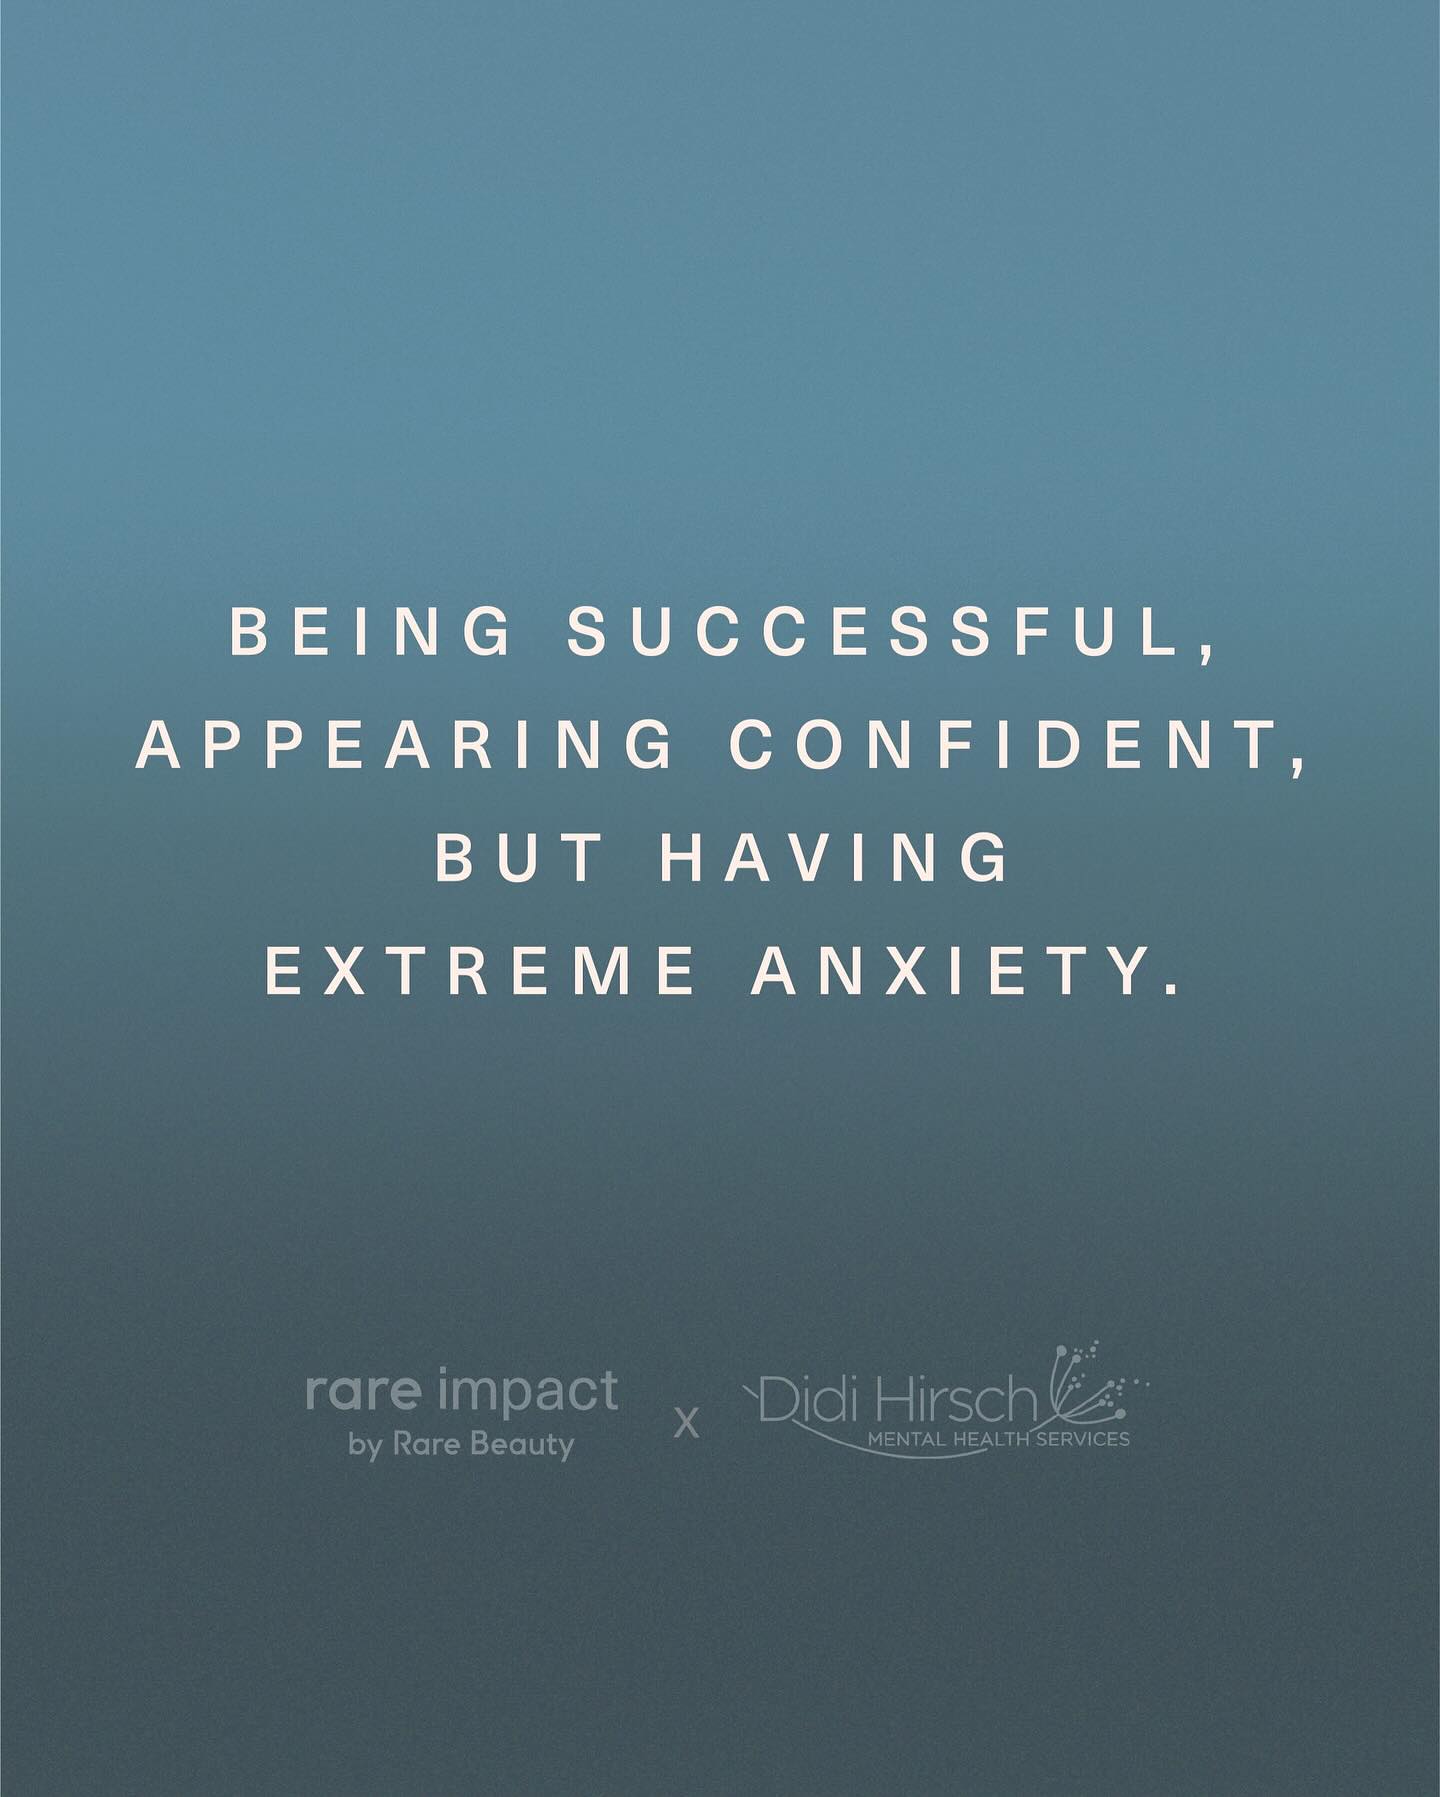 BEING SUCCESSFUL,
APPEARING CONFIDENT,
BUT HAVING
EXTREME ANXIETY.
rare impact
by Rare Beauty
x
Didi Hirsch
MENTAL HEALTH SERVICES